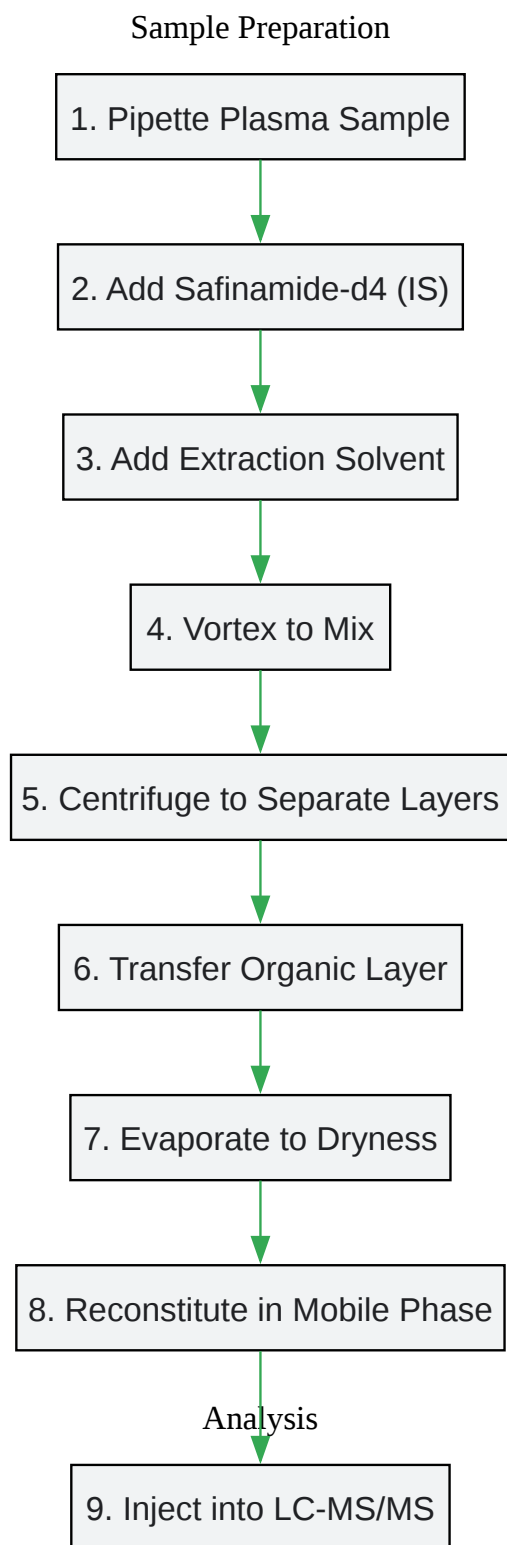 Sample Preparation
1. Pipette Plasma Sample
2. Add Safinamide-d4 (IS)
3. Add Extraction Solvent
4. Vortex to Mix
5. Centrifuge to Separate Layers
6. Transfer Organic Layer
7. Evaporate to Dryness
8. Reconstitute in Mobile Phase
Analysis
9. Inject into LC-MS/MS